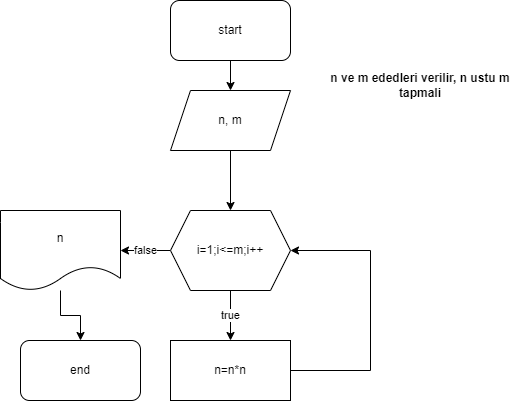 start
n ve m ededleri verilir, n ustu m
tapmali
n, m
n
false
i=1;i<=m;i++
true
end
n=n*n